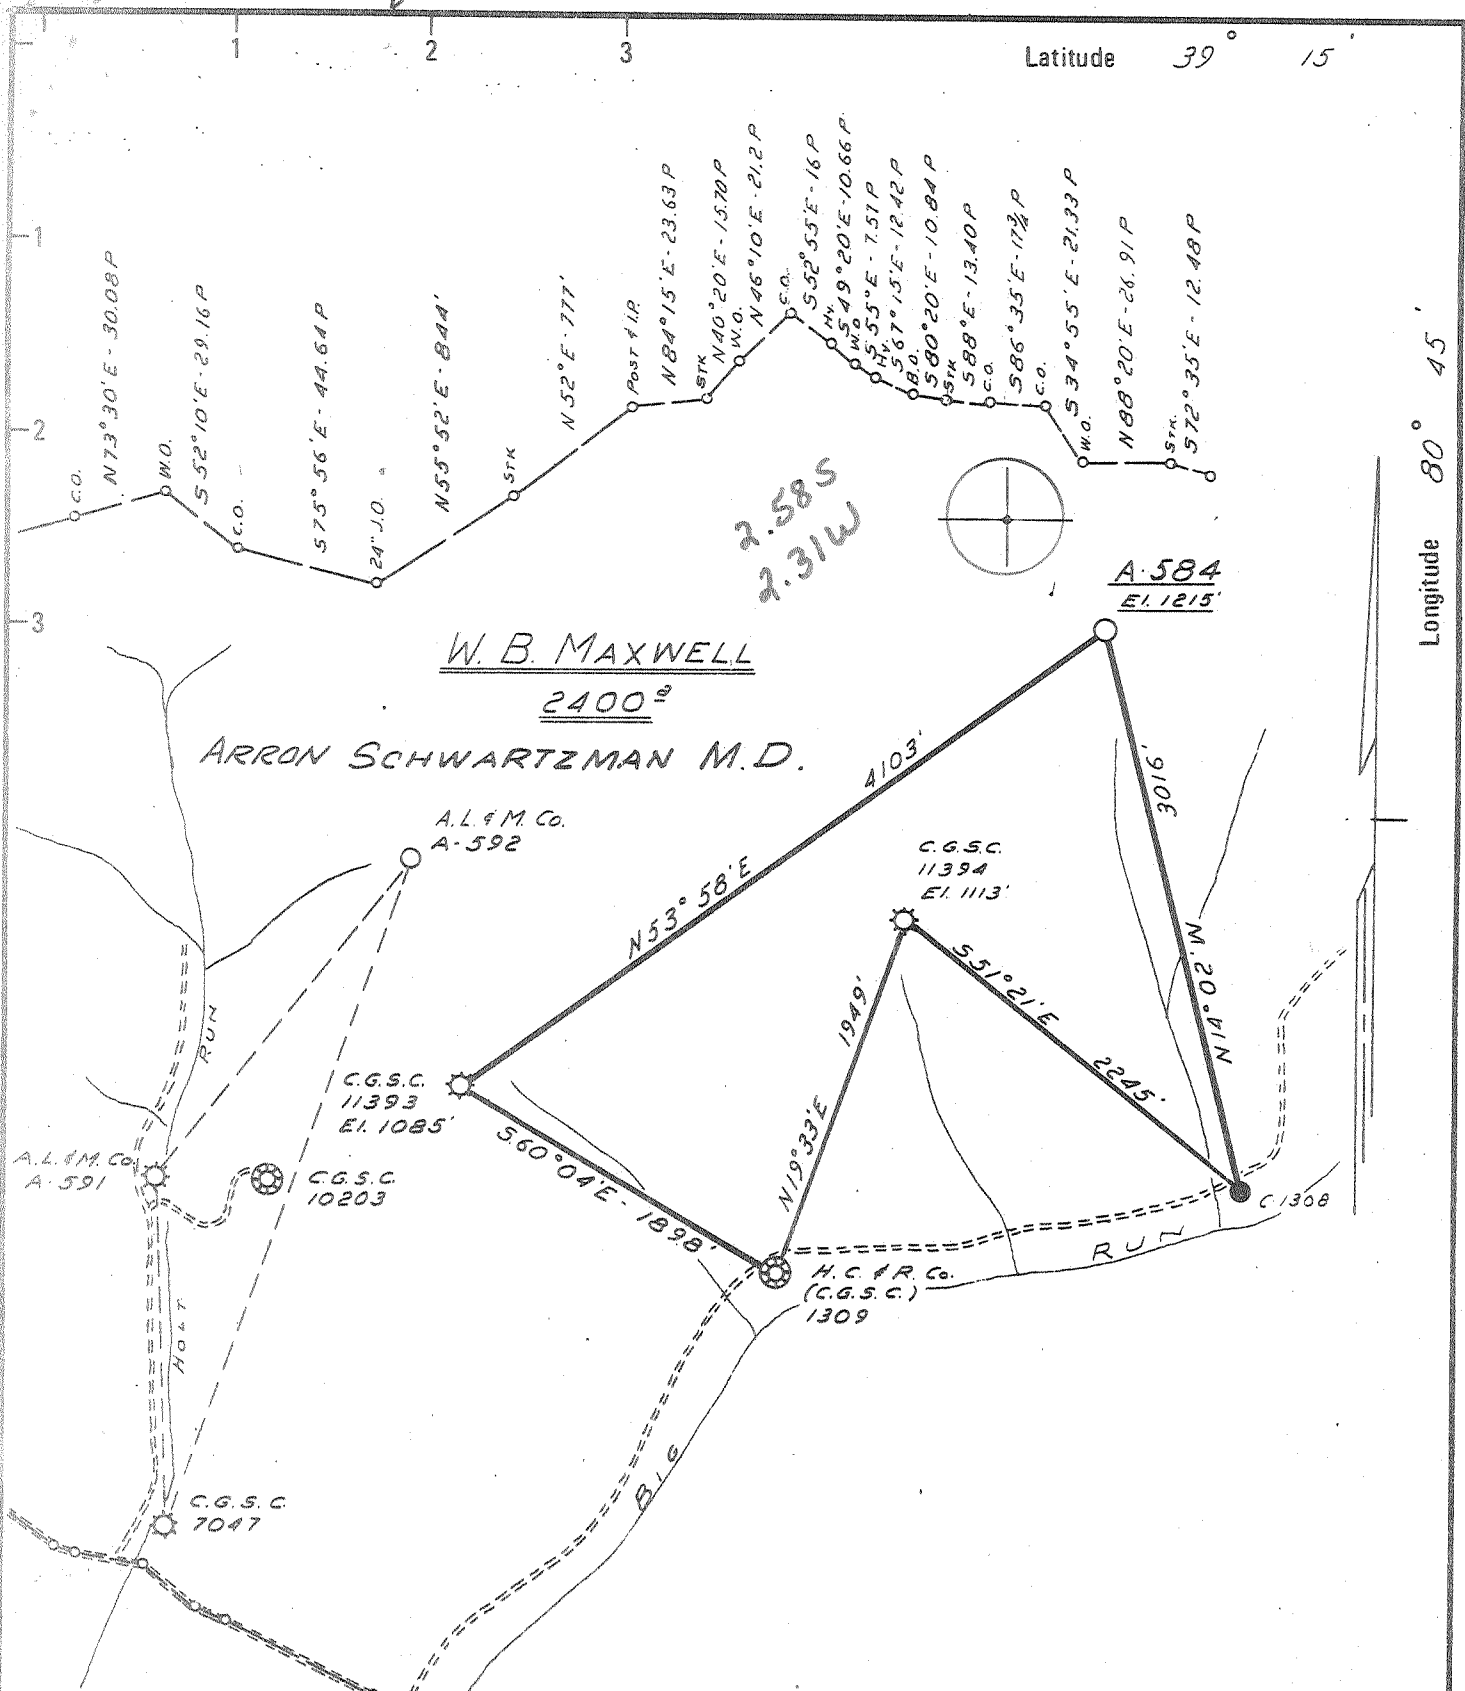 1 2 3
Latitude 39° 15'
1
2
3
Longitude 80° 45'
C.O.
N73°30'E - 30.08P
W.O.
S52°10'E - 29.16P
C.O.
S75°56'E - 44.64P
24" J.O.
N55°52'E - 844'
STK
N52°E - 777'
POST & I.P.
N84°15'E - 23.63P
STK
N40°20'E - 15.70P
W.O.
N46°10'E - 21.2P
C.O.
S52°55'E - 16P
Hy.
S49°20'E - 10.66P
W.O.
S55°E - 7.57P
Hy.
S67°15'E - 12.42P
B.O.
S80°20'E - 10.84P
STK
S88°E - 13.40P
C.O.
S86°35'E - 17¾P
C.O.
S34°55'E - 21.33P
W.O.
N88°20'E - 26.91P
STK.
S72°35'E - 12.48P
2.58S
2.31W
A-584
El. 1215'
W. B. MAXWELL
2400ª
ARRON SCHWARTZMAN M.D.
4103'
N53°58'E
3016'
N14°02'W
A.L. & M. Co.
A-592
C.G.S.C.
11394
El. 1113'
S51°21'E
2245'
1949'
N19°33'E
RUN
C.G.S.C.
11393
El. 1085'
S60°04'E - 1898'
A.L. & M. Co.
A-591
C.G.S.C.
10203
C.1308
RUN
H. C. & R. Co.
(C.G.S.C.)
1309
HOLT
BIG
C.G.S.C.
7047